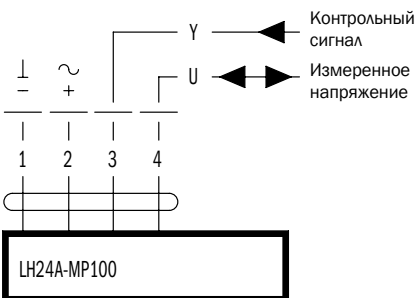 Y
Контрольный
сигнал
U
Измеренное
напряжение
⊥ ~
− +
1 2 3 4
LH24A-MP100